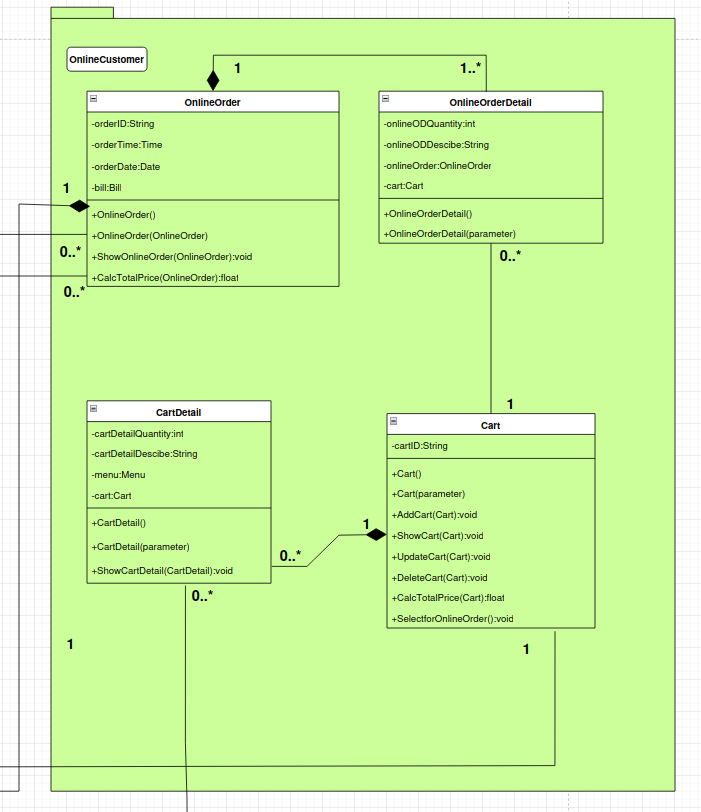 OnlineCustomer
1
1..*
OnlineOrder
-orderID:String
-orderTime:Time
-orderDate:Date
-bill:Bill
+OnlineOrder()
+OnlineOrder(OnlineOrder)
+ShowOnlineOrder(OnlineOrder):void
+CalcTotalPrice(OnlineOrder):float
1
0..*
0..*
OnlineOrderDetail
-onlineODQuantity:int
-onlineODDescibe:String
-onlineOrder:OnlineOrder
-cart:Cart
+OnlineOrderDetail()
+OnlineOrderDetail(parameter)
0..*
1
CartDetail
-cartDetailQuantity:int
-cartDetailDescibe:String
-menu:Menu
-cart:Cart
+CartDetail()
+CartDetail(parameter)
+ShowCartDetail(CartDetail):void
0..*
1
0..*
Cart
-cartID:String
+Cart()
+Cart(parameter)
+AddCart(Cart):void
+ShowCart(Cart):void
+UpdateCart(Cart):void
+DeleteCart(Cart):void
+CalcTotalPrice(Cart):float
+SelectforOnlineOrder():void
1
1